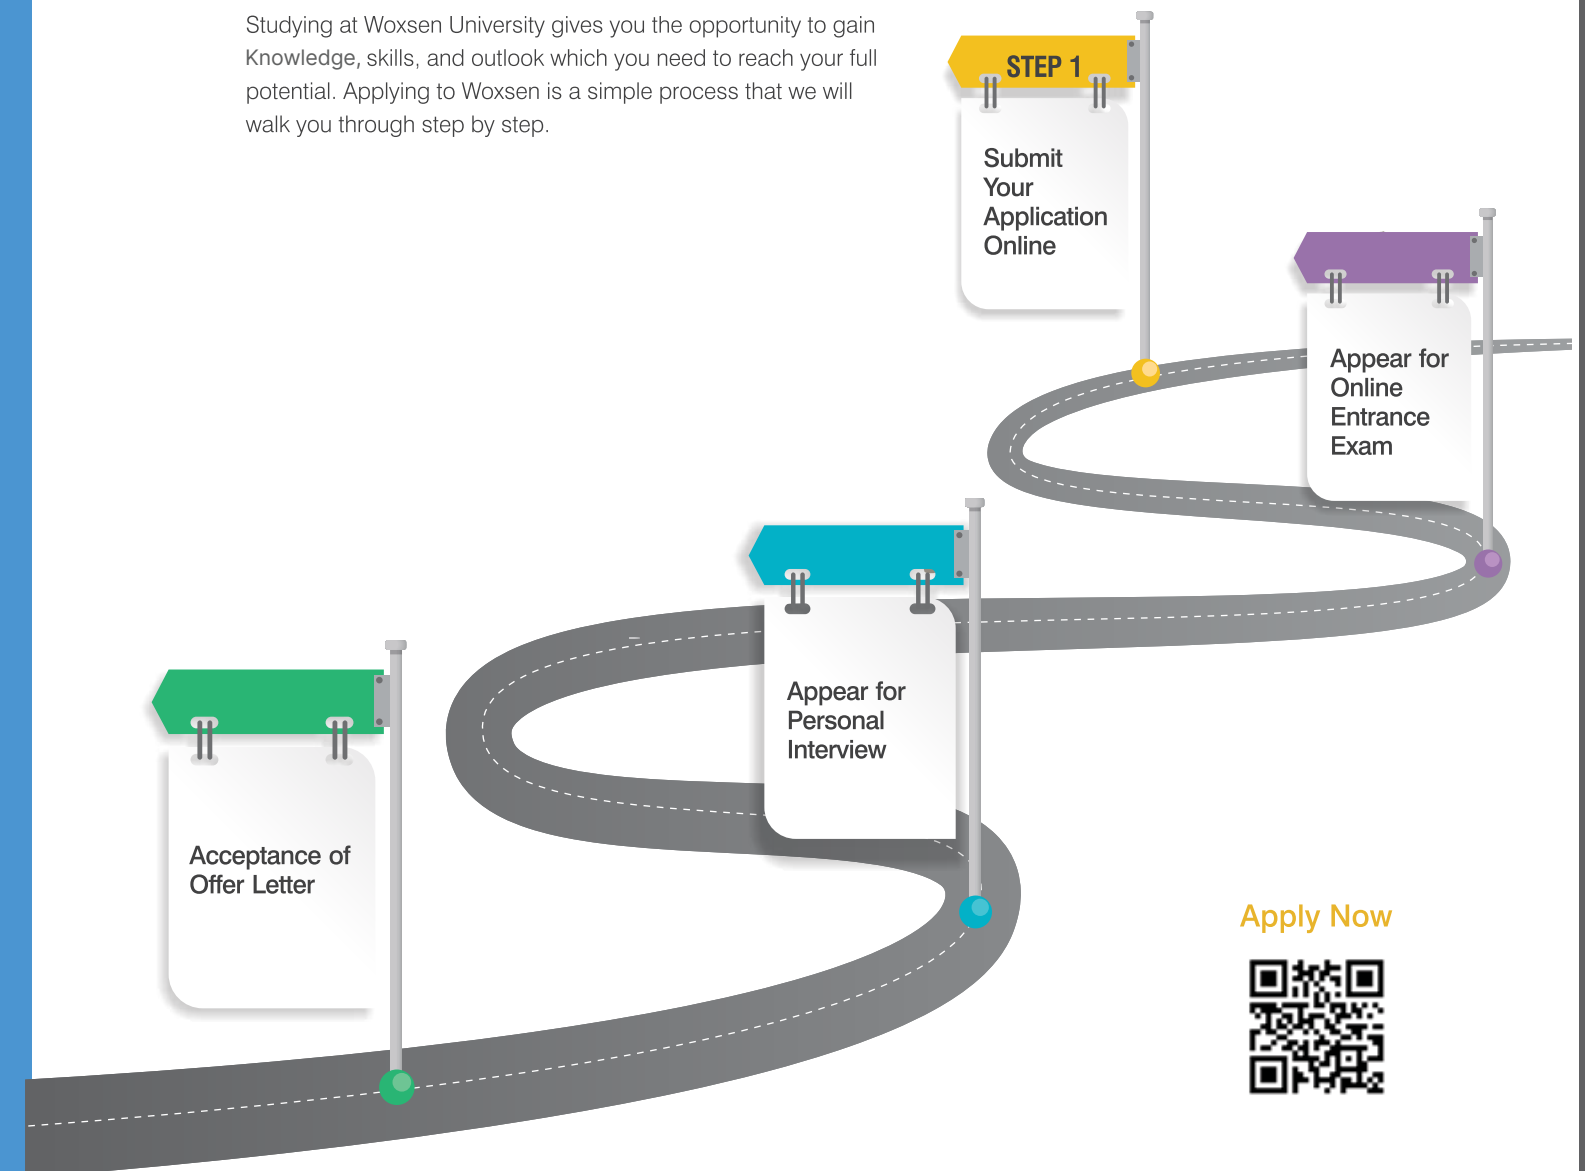 Studying at Woxsen University gives you the opportunity to gain
Knowledge, skills, and outlook which you need to reach your full
potential. Applying to Woxsen is a simple process that we will
walk you through step by step.
STEP 1
Submit
Your
Application
Online
Appear for
Online
Entrance
Exam
Appear for
Personal
Interview
Acceptance of
Offer Letter
Apply Now